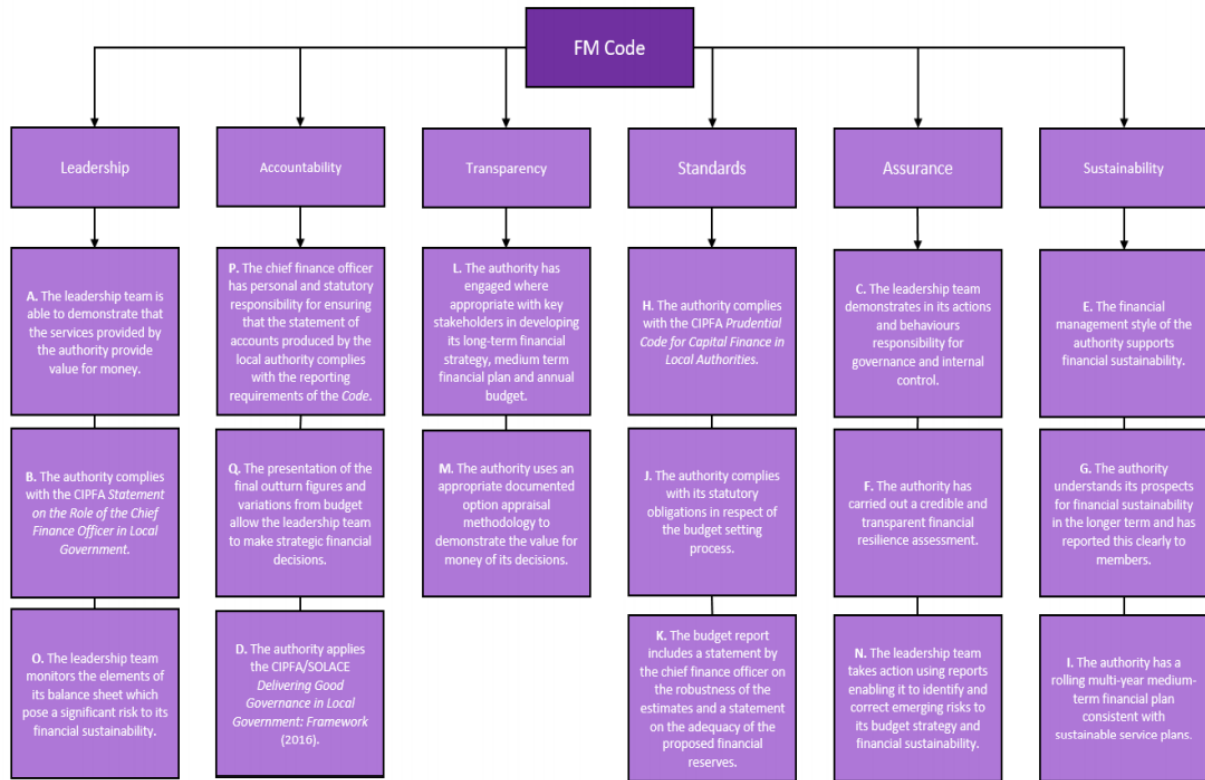 FM Code
Leadership
Accountability
Transparency
Standards
Assurance
Sustainability
A. The leadership team is
able to demonstrate that
the services provided by
the authority provide
value for money.
P. The chief finance officer
has personal and statutory
responsibility for ensuring
that the statement of
accounts produced by the
local authority complies
with the reporting
requirements of the Code.
L. The authority has
engaged where
appropriate with key
stakeholders in developing
its long-term financial
strategy, medium term
financial plan and annual
budget.
H. The authority complies
with the CIPFA Prudential
Code for Capital Finance in
Local Authorities.
C. The leadership team
demonstrates in its actions
and behaviours
responsibility for
governance and internal
control.
E. The financial
management style of the
authority supports
financial sustainability.
B. The authority complies
with the CIPFA Statement
on the Role of the Chief
Finance Officer in Local
Government.
Q. The presentation of the
final outturn figures and
variations from budget
allow the leadership team
to make strategic financial
decisions.
M. The authority uses an
appropriate documented
option appraisal
methodology to
demonstrate the value for
money of its decisions.
J. The authority complies
with its statutory
obligations in respect of
the budget setting
process.
F. The authority has
carried out a credible and
transparent financial
resilience assessment.
G. The authority
understands its prospects
for financial sustainability
in the longer term and has
reported this clearly to
members.
O. The leadership team
monitors the elements of
its balance sheet which
pose a significant risk to its
financial sustainability.
D. The authority applies
the CIPFA/SOLACE
Delivering Good
Governance in Local
Government: Framework
(2016).
K. The budget report
includes a statement by
the chief finance officer on
the robustness of the
estimates and a statement
on the adequacy of the
proposed financial
reserves.
N. The leadership team
takes action using reports
enabling it to identify and
correct emerging risks to
its budget strategy and
financial sustainability.
I. The authority has a
rolling multi-year medium-
term financial plan
consistent with
sustainable service plans.